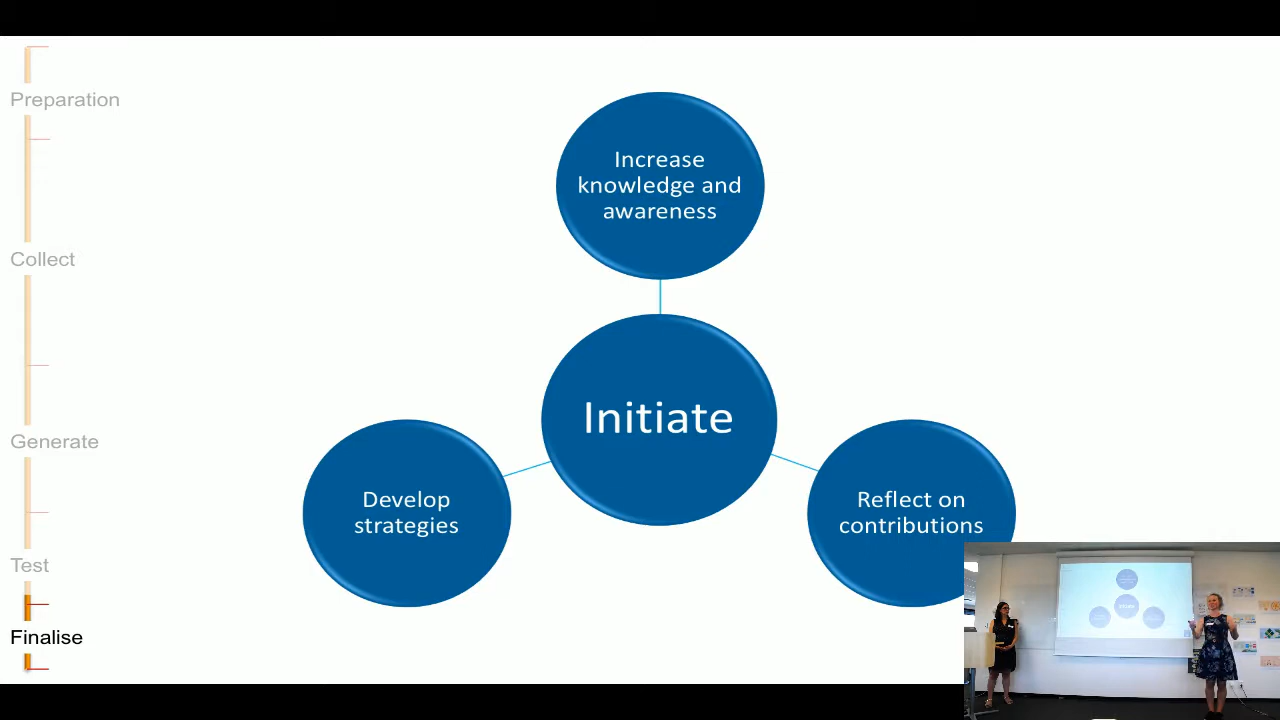 Preparation
Collect
Generate
Test
Finalise
Increase
knowledge and
awareness
Initiate
Develop
strategies
Reflect on
contributions